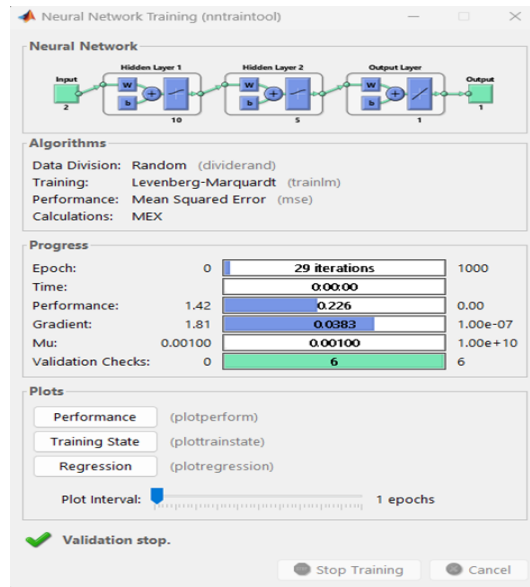 Neural Network Training (nntraintool)
Neural Network
Hidden Layer 1 Hidden Layer 2 Output Layer
Input Output
W W W
b b b
2 10 5 1 1
Algorithms
Data Division: Random (dividerand)
Training: Levenberg-Marquardt (trainlm)
Performance: Mean Squared Error (mse)
Calculations: MEX
Progress
Epoch: 0 29 iterations 1000
Time: 0:00:00
Performance: 1.42 0.226 0.00
Gradient: 1.81 0.0383 1.00e-07
Mu: 0.00100 0.00100 1.00e+10
Validation Checks: 0 6 6
Plots
Performance (plotperform)
Training State (plottrainstate)
Regression (plotregression)
Plot Interval: 1 epochs
Validation stop.
Stop Training Cancel